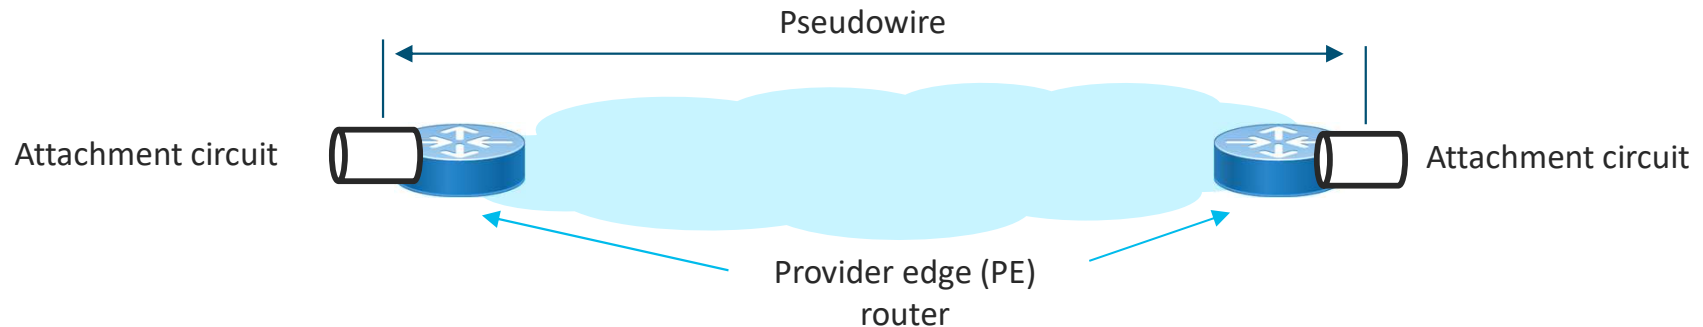 Pseudowire
Attachment circuit
Attachment circuit
Provider edge (PE)
router